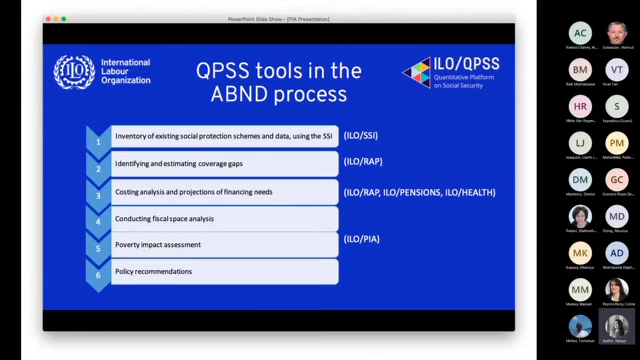 PowerPoint Slide Show - [PIA Presentation]
International
Labour
Organization
QPSS tools in the
ABND process
ILO/QPSS
Quantitative Platform
on Social Security
1 Inventory of existing social protection schemes and data, using the SSI (ILO/SSI)
2 Identifying and estimating coverage gaps (ILO/RAP)
3 Costing analysis and projections of financing needs (ILO/RAP, ILO/PENSIONS, ILO/HEALTH)
4 Conducting fiscal space analysis
5 Poverty impact assessment (ILO/PIA)
6 Policy recommendations
AC
BM
VT
HR
S
LJ
PM
DM
GC
MD
MK
AD
MM